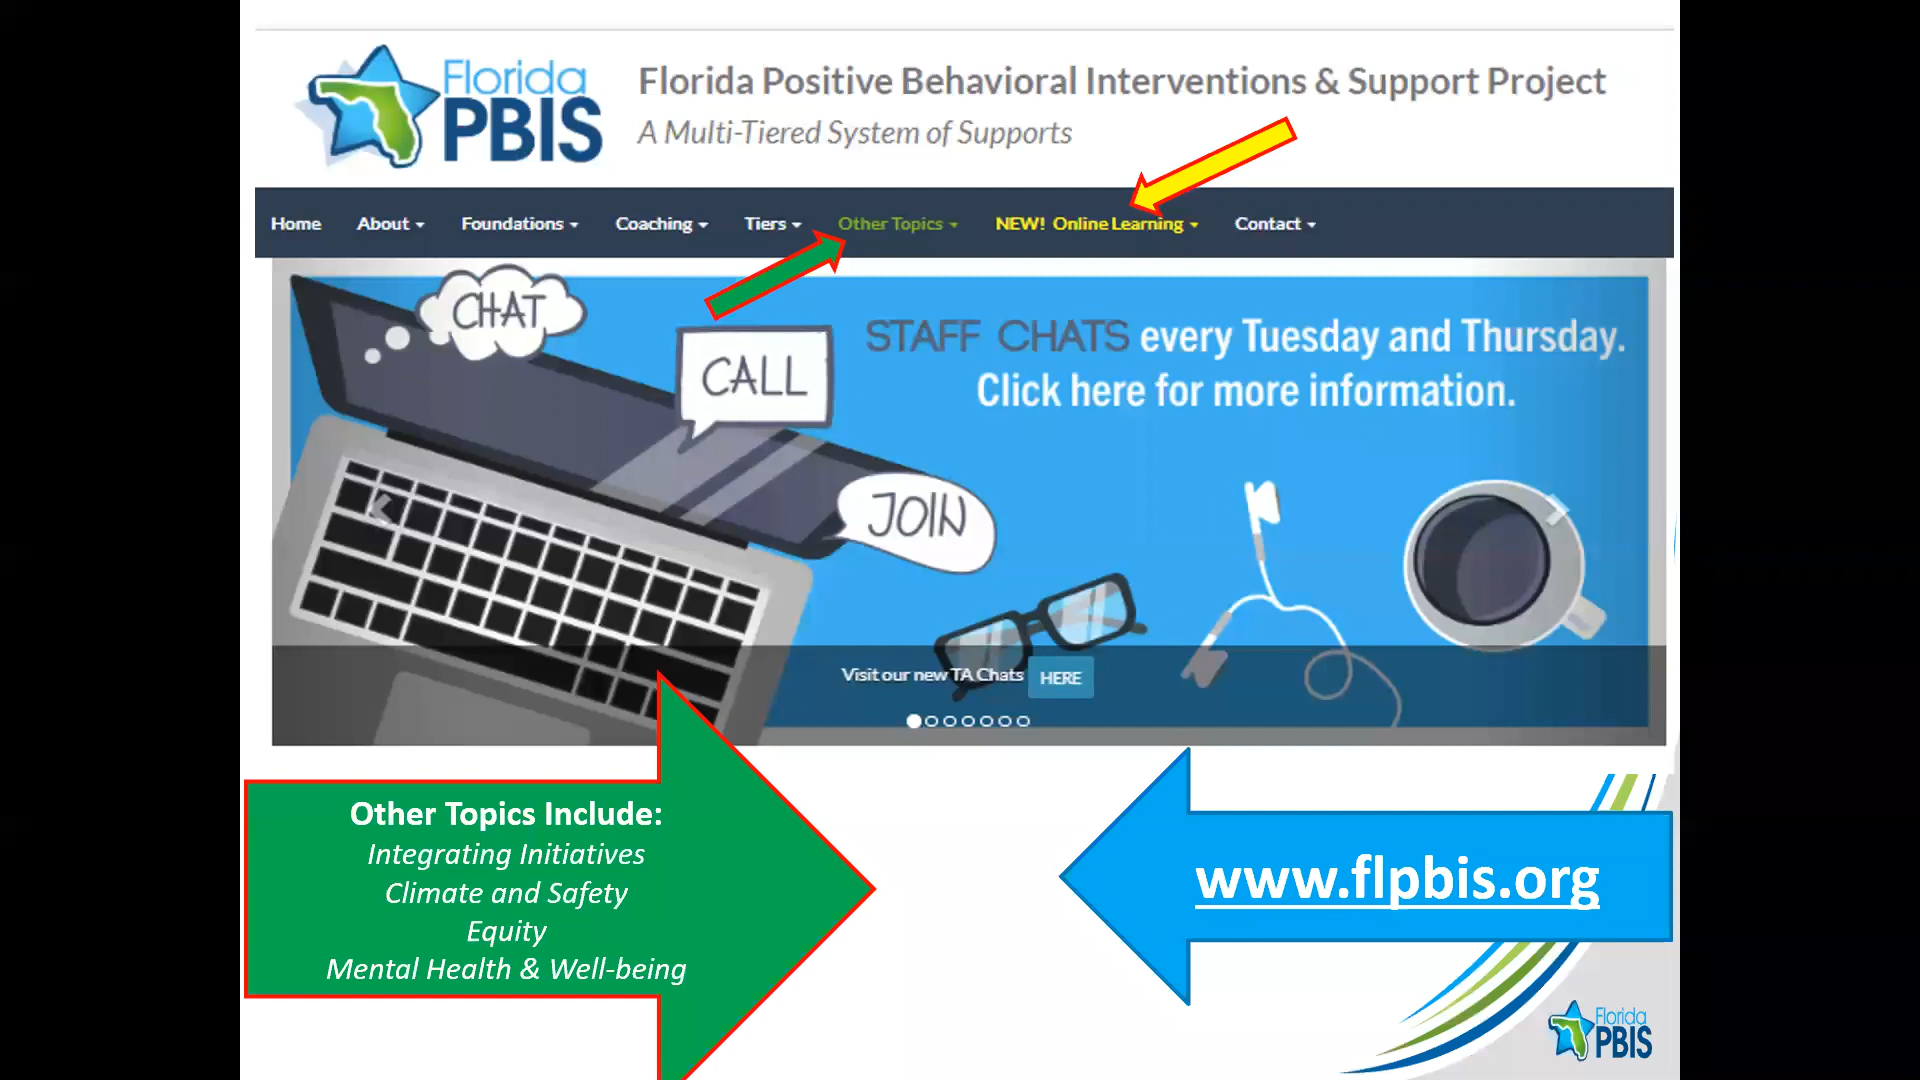 Florida
PBIS
Florida Positive Behavioral Interventions & Support Project
A Multi-Tiered System of Supports
Home About Foundations Coaching Tiers Other Topics NEW! Online Learning Contact
CHAT
CALL
JOIN
STAFF CHATS every Tuesday and Thursday.
Click here for more information.
Visit our new TA Chats HERE
Other Topics Include:
Integrating Initiatives
Climate and Safety
Equity
Mental Health & Well-being
www.flpbis.org
Florida
PBIS